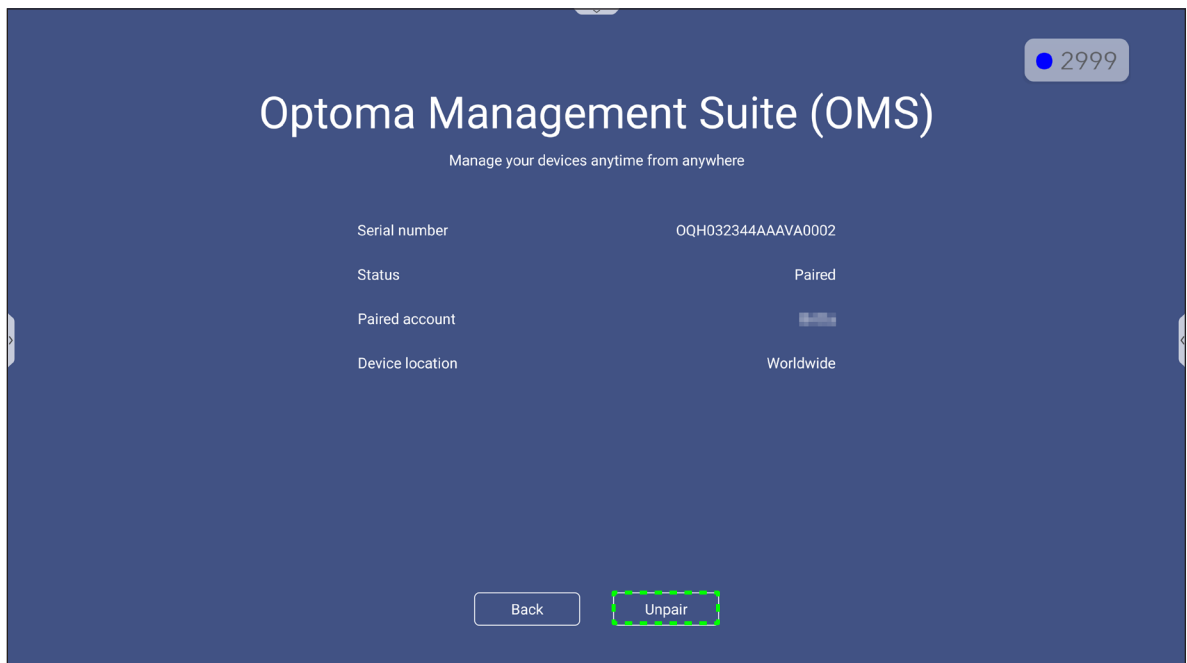 2999
Optoma Management Suite (OMS)
Manage your devices anytime from anywhere
Serial number OQH032344AAAVA0002
Status Paired
Paired account
Device location Worldwide
Back Unpair